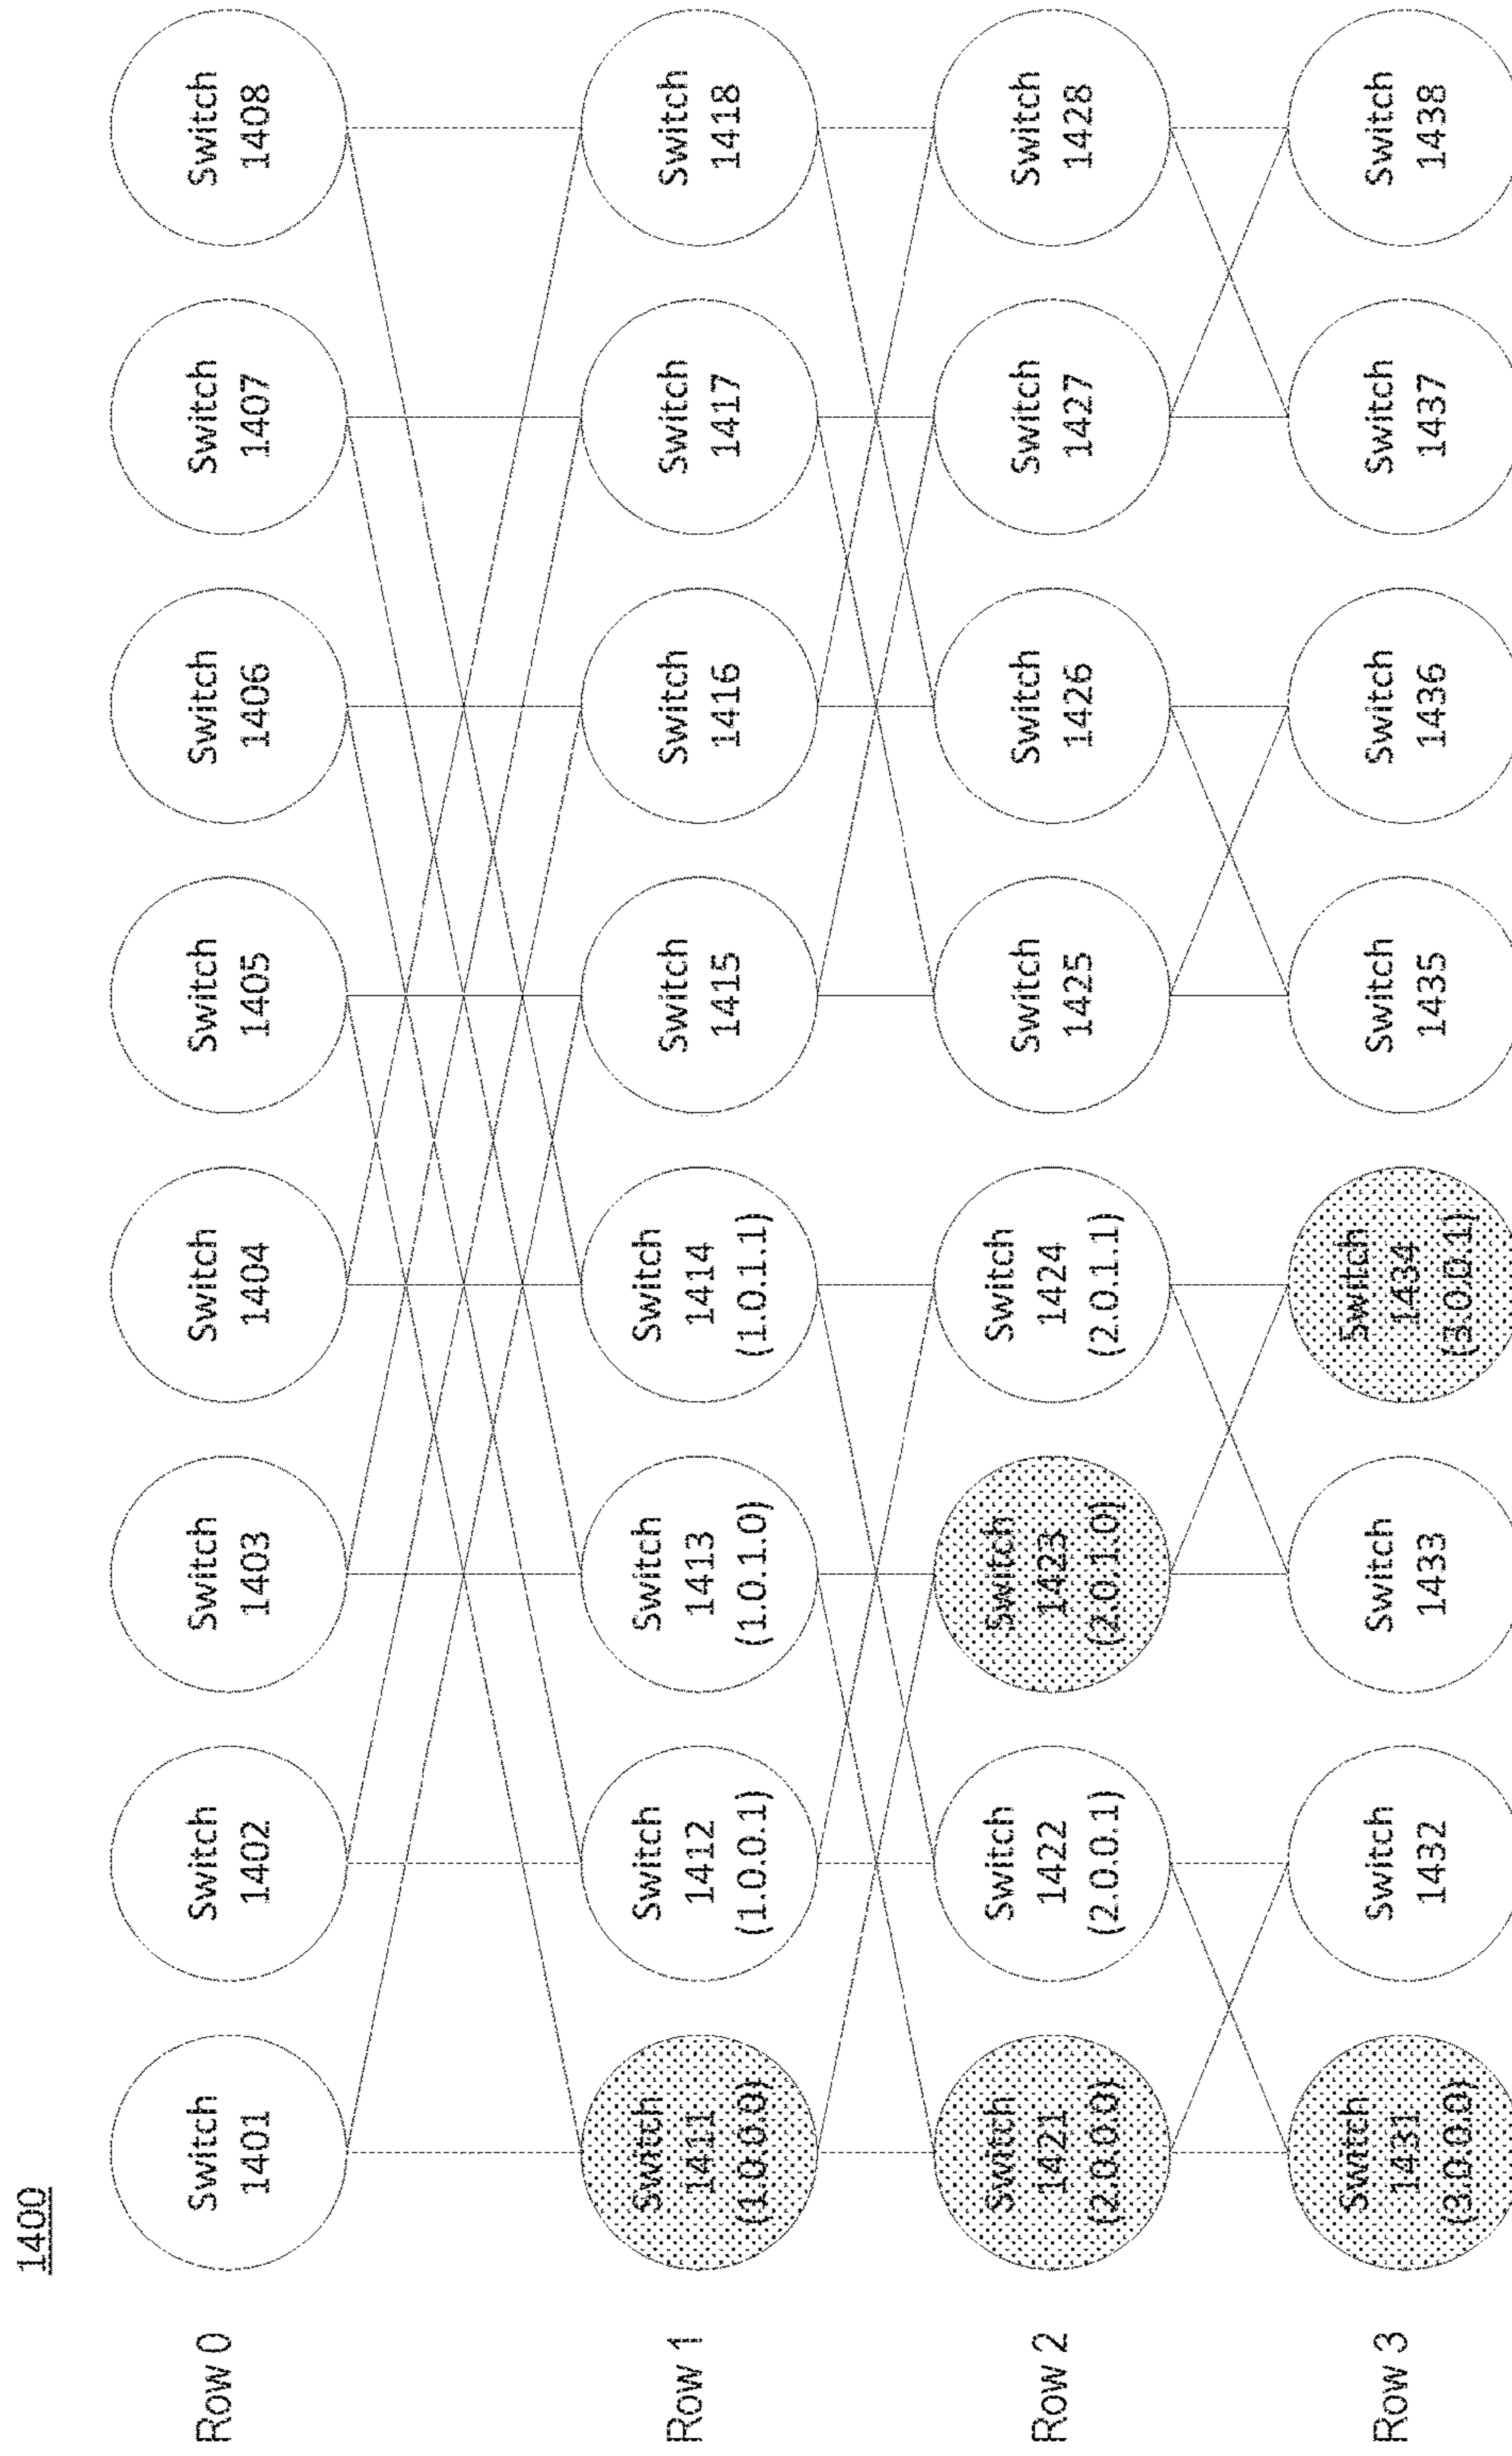 1400
Row 0
Switch
1401
Switch
1402
Switch
1403
Switch
1404
Switch
1405
Switch
1406
Switch
1407
Switch
1408
Row 1
Switch
1411
(1.0.0.0)
Switch
1412
(1.0.0.1)
Switch
1413
(1.0.1.0)
Switch
1414
(1.0.1.1)
Switch
1415
Switch
1416
Switch
1417
Switch
1418
Row 2
Switch
1421
(2.0.0.0)
Switch
1422
(2.0.0.1)
Switch
1423
(2.0.1.0)
Switch
1424
(2.0.1.1)
Switch
1425
Switch
1426
Switch
1427
Switch
1428
Row 3
Switch
1431
(3.0.0.0)
Switch
1432
Switch
1433
Switch
1434
(3.0.0.1)
Switch
1435
Switch
1436
Switch
1437
Switch
1438